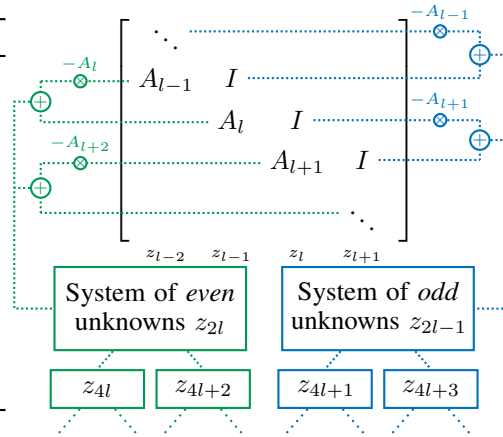 ⋱ −A_{l−1}
−A_l ⊗ A_{l−1} I ⊗
⊕ A_l I −A_{l+1} ⊕
−A_{l+2} ⊗ A_{l+1} I ⊗
⊕ ⋱ ⊕
z_{l−2} z_{l−1} z_l z_{l+1}
System of even
unknowns z_{2l}
System of odd
unknowns z_{2l−1}
z_{4l} z_{4l+2} z_{4l+1} z_{4l+3}